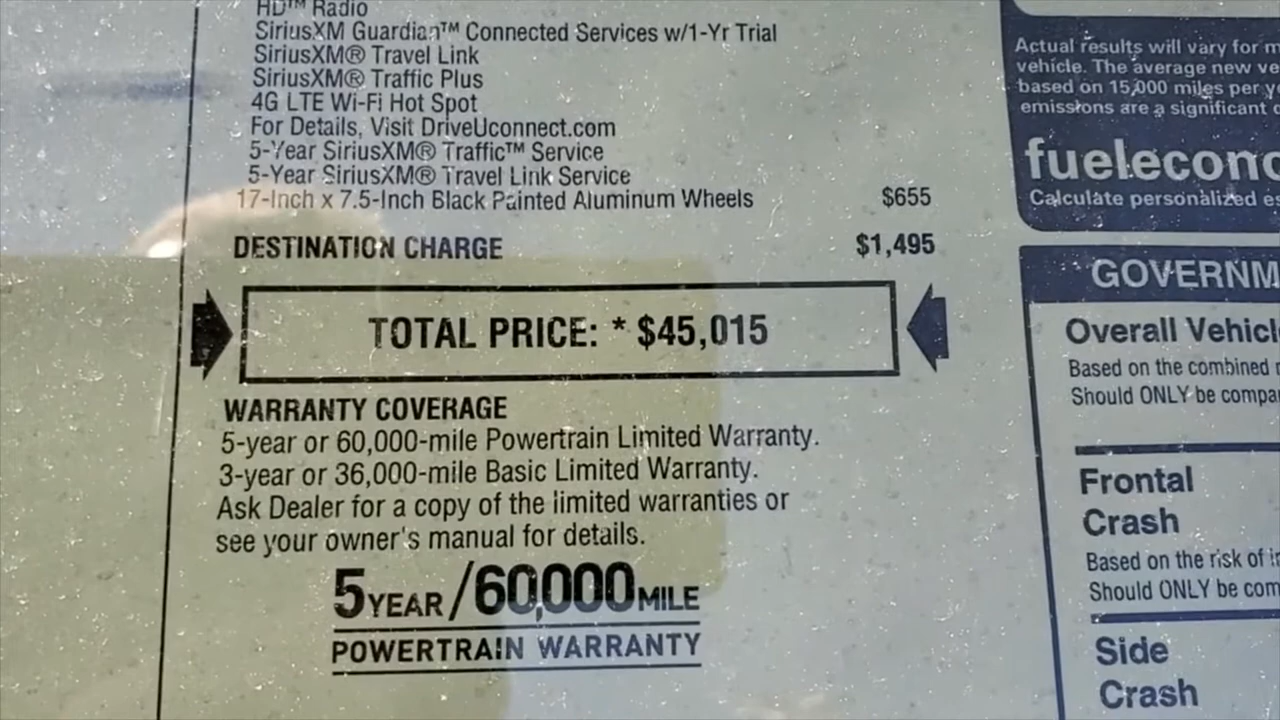 HD™ Radio
SiriusXM Guardian™ Connected Services w/1-Yr Trial
SiriusXM® Travel Link
SiriusXM® Traffic Plus
4G LTE Wi-Fi Hot Spot
For Details, Visit DriveUconnect.com
5-Year SiriusXM® Traffic™ Service
5-Year SiriusXM® Travel Link Service
17-Inch x 7.5-Inch Black Painted Aluminum Wheels $655
DESTINATION CHARGE $1,495
TOTAL PRICE: * $45,015
WARRANTY COVERAGE
5-year or 60,000-mile Powertrain Limited Warranty.
3-year or 36,000-mile Basic Limited Warranty.
Ask Dealer for a copy of the limited warranties or
see your owner's manual for details.
5 YEAR/60,000 MILE
POWERTRAIN WARRANTY
Actual results will vary for
vehicle. The average new
based on 15,000 miles per
emissions are a significant
fuelecono
Calculate personalized
GOVERNM
Overall Vehicl
Based on the combined
Should ONLY be compa
Frontal
Crash
Based on the risk of
Should ONLY be com
Side
Crash